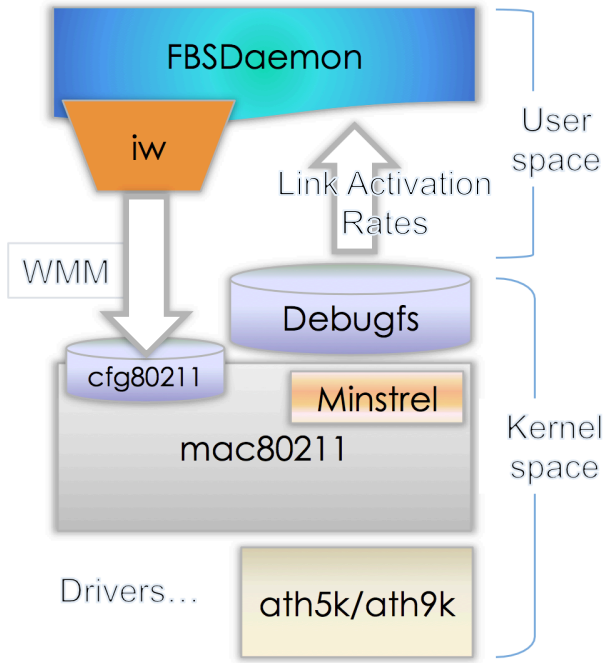 FBSDaemon
iw
User
space
Link Activation
Rates
WMM
Debugfs
cfg80211
Minstrel
mac80211
Kernel
space
Drivers...
ath5k/ath9k